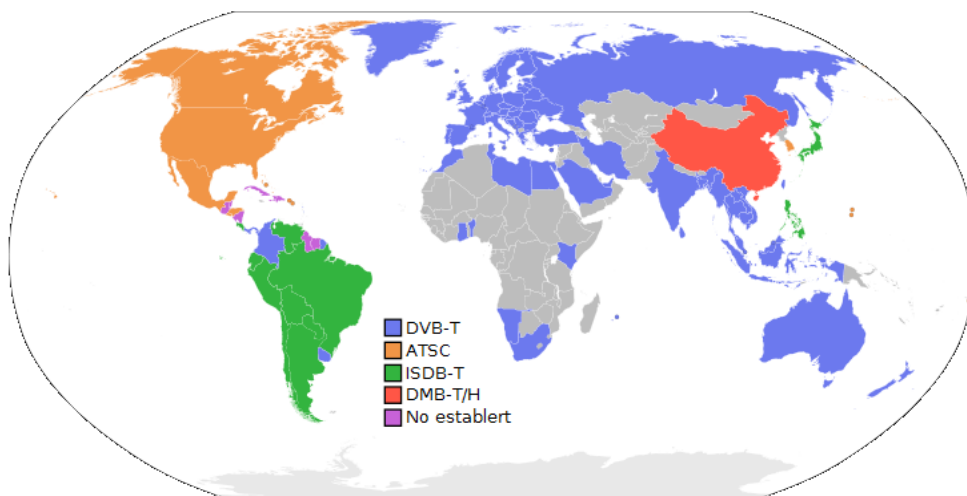 DVB-T
ATSC
ISDB-T
DMB-T/H
No establert